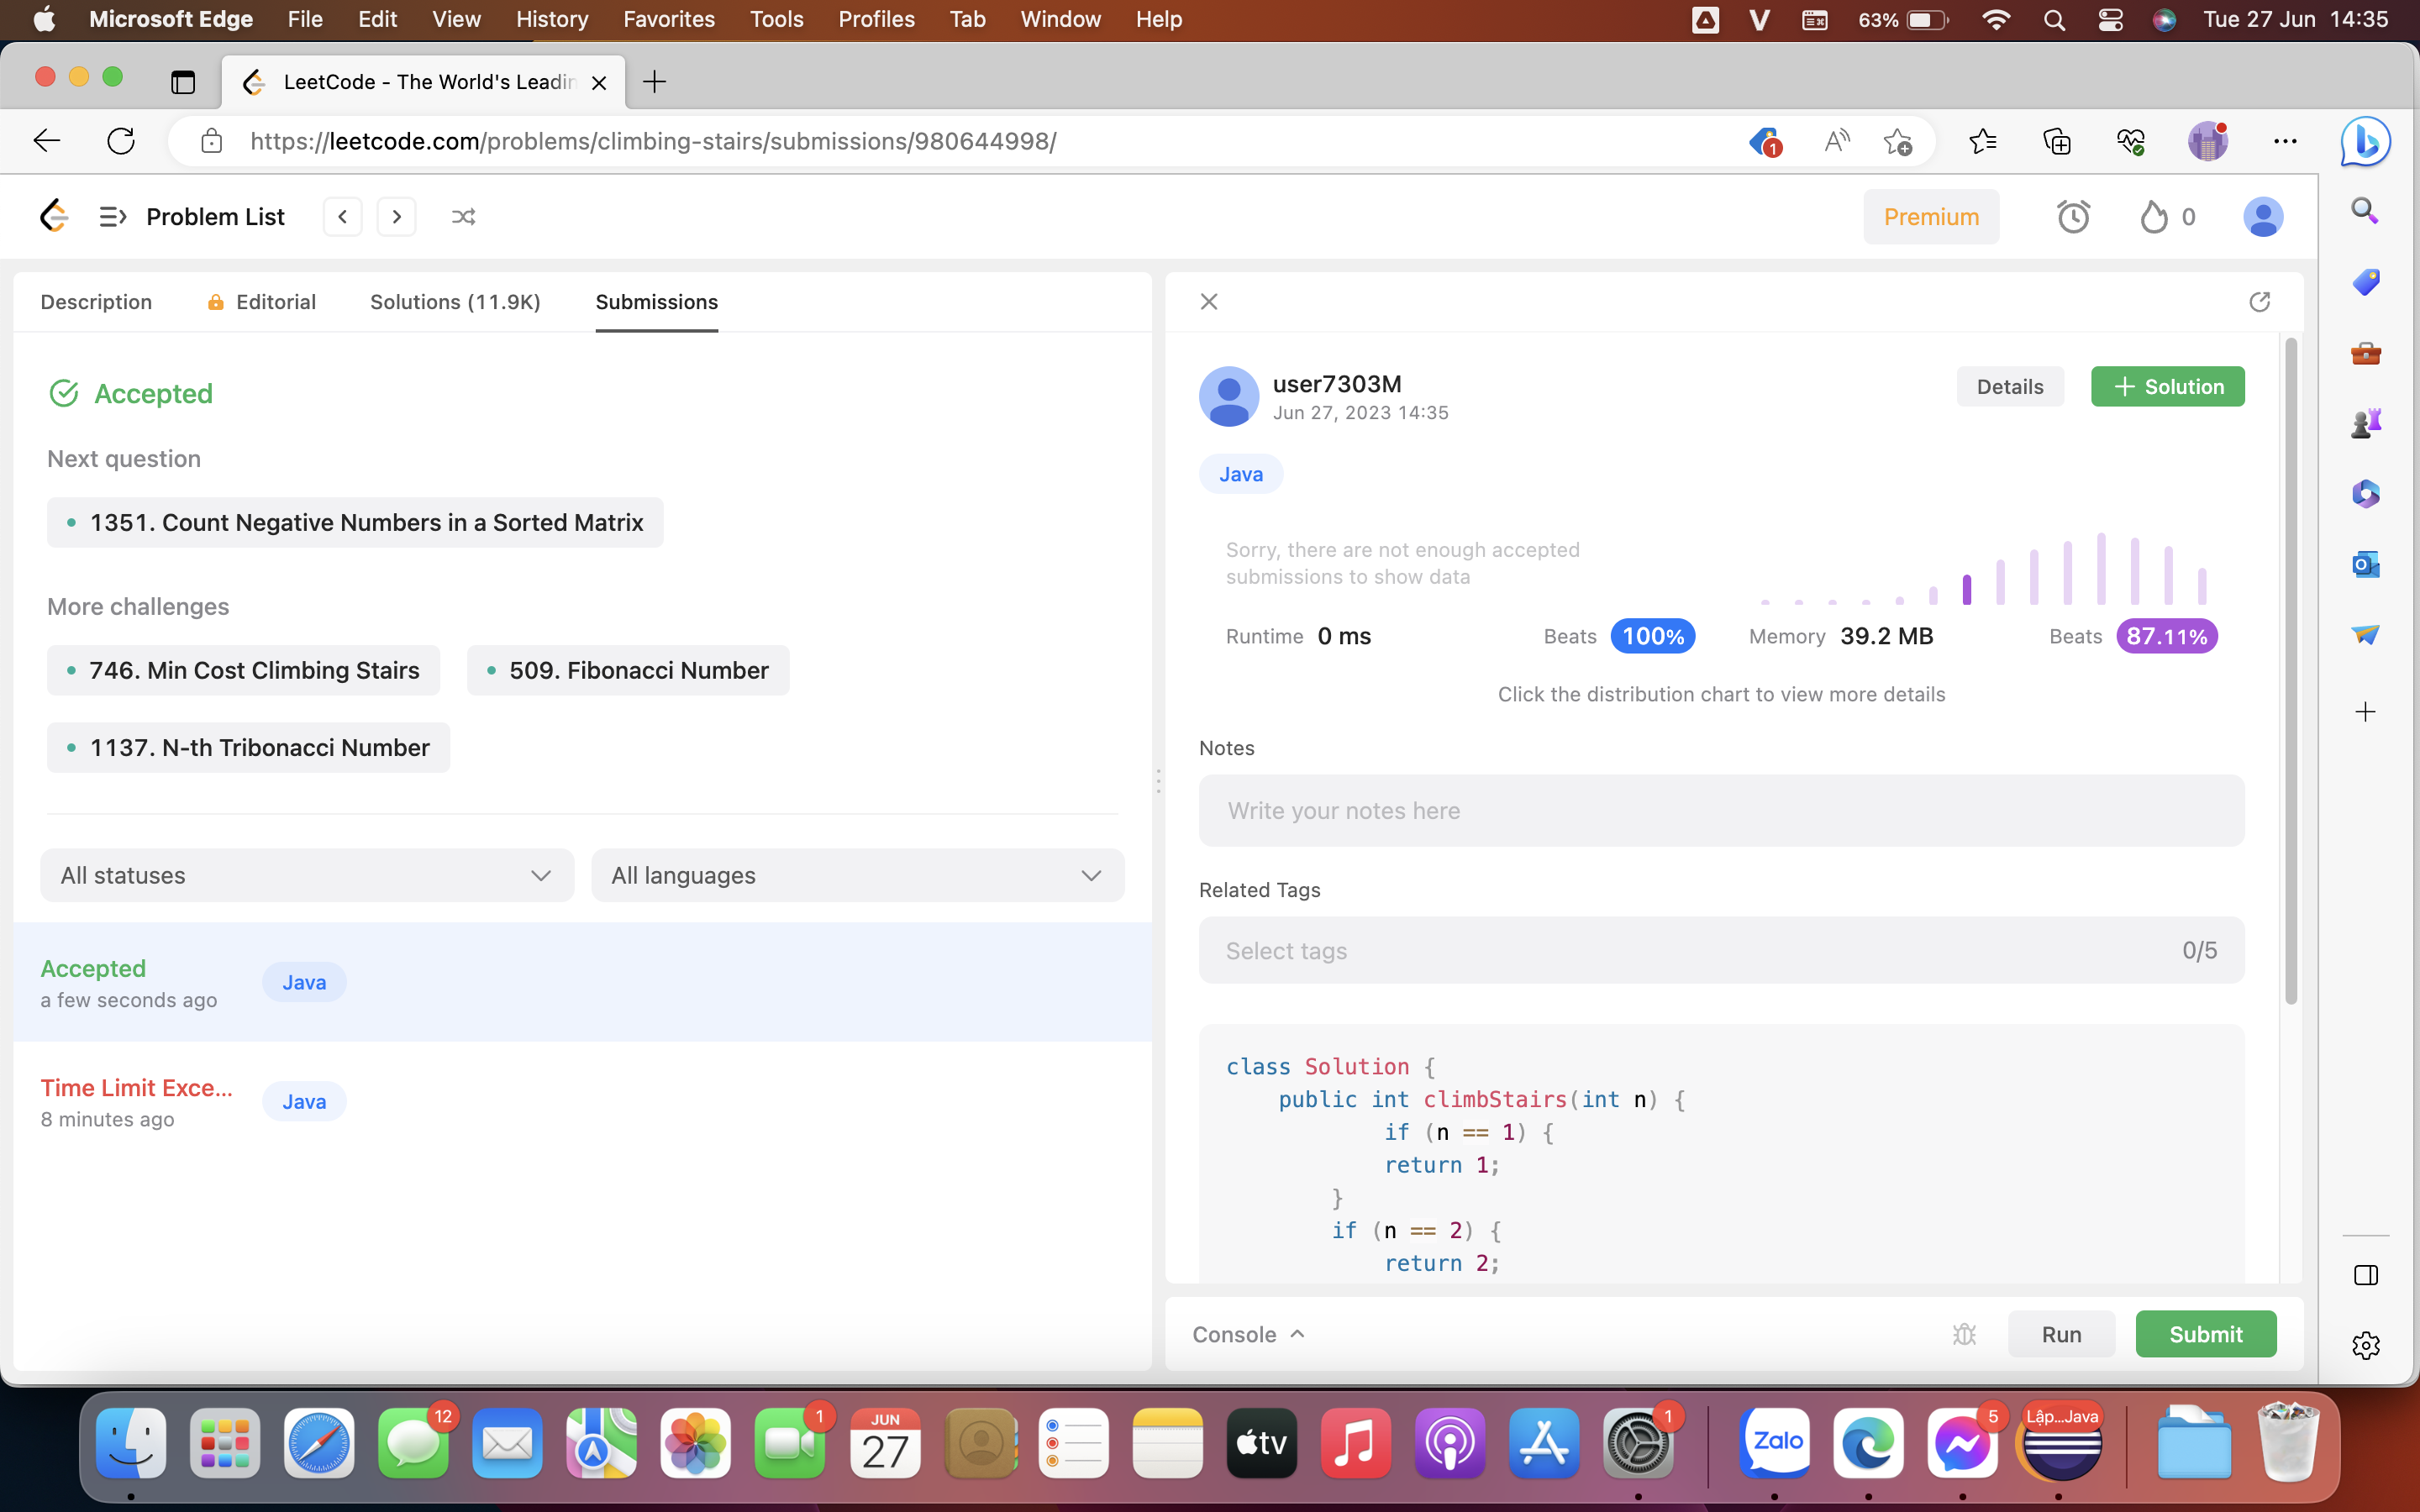 Microsoft Edge File Edit View History Favorites Tools Profiles Tab Window Help 63% Tue 27 Jun 14:35
LeetCode - The World's Leadin
https://leetcode.com/problems/climbing-stairs/submissions/980644998/
1
Problem List
Premium
0
Description Editorial Solutions (11.9K) Submissions
Accepted
Next question
1351. Count Negative Numbers in a Sorted Matrix
More challenges
746. Min Cost Climbing Stairs
509. Fibonacci Number
1137. N-th Tribonacci Number
All statuses
All languages
Accepted
a few seconds ago
Java
Time Limit Exce...
8 minutes ago
Java
user7303M
Jun 27, 2023 14:35
Details
Solution
Java
Sorry, there are not enough accepted
submissions to show data
Runtime 0 ms Beats 100% Memory 39.2 MB Beats 87.11%
Click the distribution chart to view more details
Notes
Write your notes here
Related Tags
Select tags 0/5
class Solution {
public int climbStairs(int n) {
if (n == 1) {
return 1;
}
if (n == 2) {
return 2;
Console
Run
Submit
12
1
JUN
27
tv
1
Zalo
5
Lập...Java